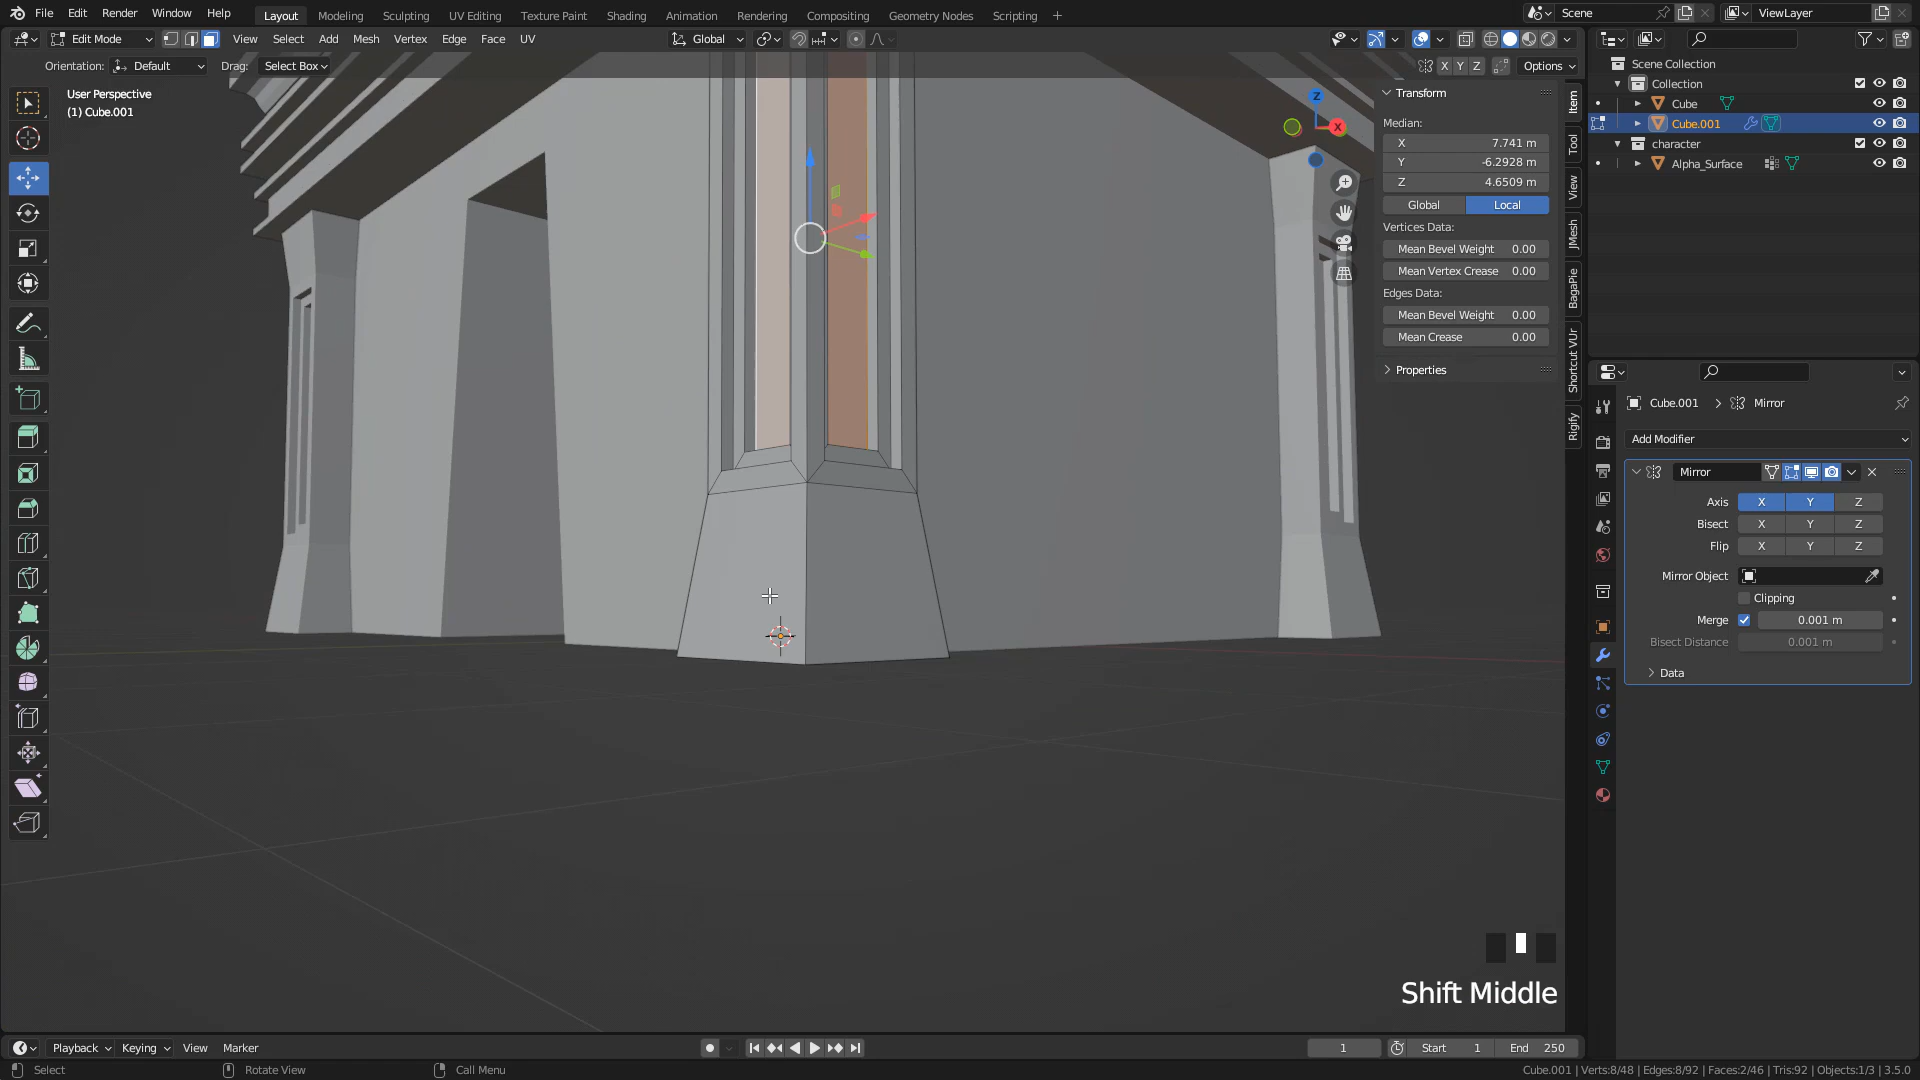 File Edit Render Window Help Layout Modeling Sculpting UV Editing Texture Paint Shading Animation Rendering Compositing Geometry Nodes Scripting + Scene ViewLayer
Edit Mode View Select Add Mesh Vertex Edge Face UV Global
Orientation: Default Drag: Select Box X Y Z Options
User Perspective
(1) Cube.001
Z
X
Transform
Median:
X 7.741 m
Y -6.2928 m
Z 4.6509 m
Global Local
Vertices Data:
Mean Bevel Weight 0.00
Mean Vertex Crease 0.00
Edges Data:
Mean Bevel Weight 0.00
Mean Crease 0.00
Properties
Item
Tool
View
JMesh
BagaPie
Shortcut VUr
Rigify
Scene Collection
Collection
Cube
Cube.001
character
Alpha_Surface
Cube.001 > Mirror
Add Modifier
Mirror
Axis X Y Z
Bisect X Y Z
Flip X Y Z
Mirror Object
Clipping
Merge 0.001 m
Bisect Distance 0.001 m
Data
Shift Middle
Playback Keying View Marker 1 Start 1 End 250
Select Rotate View Call Menu Cube.001 | Verts:8/48 | Edges:8/92 | Faces:2/46 | Tris:92 | Objects:1/3 | 3.5.0